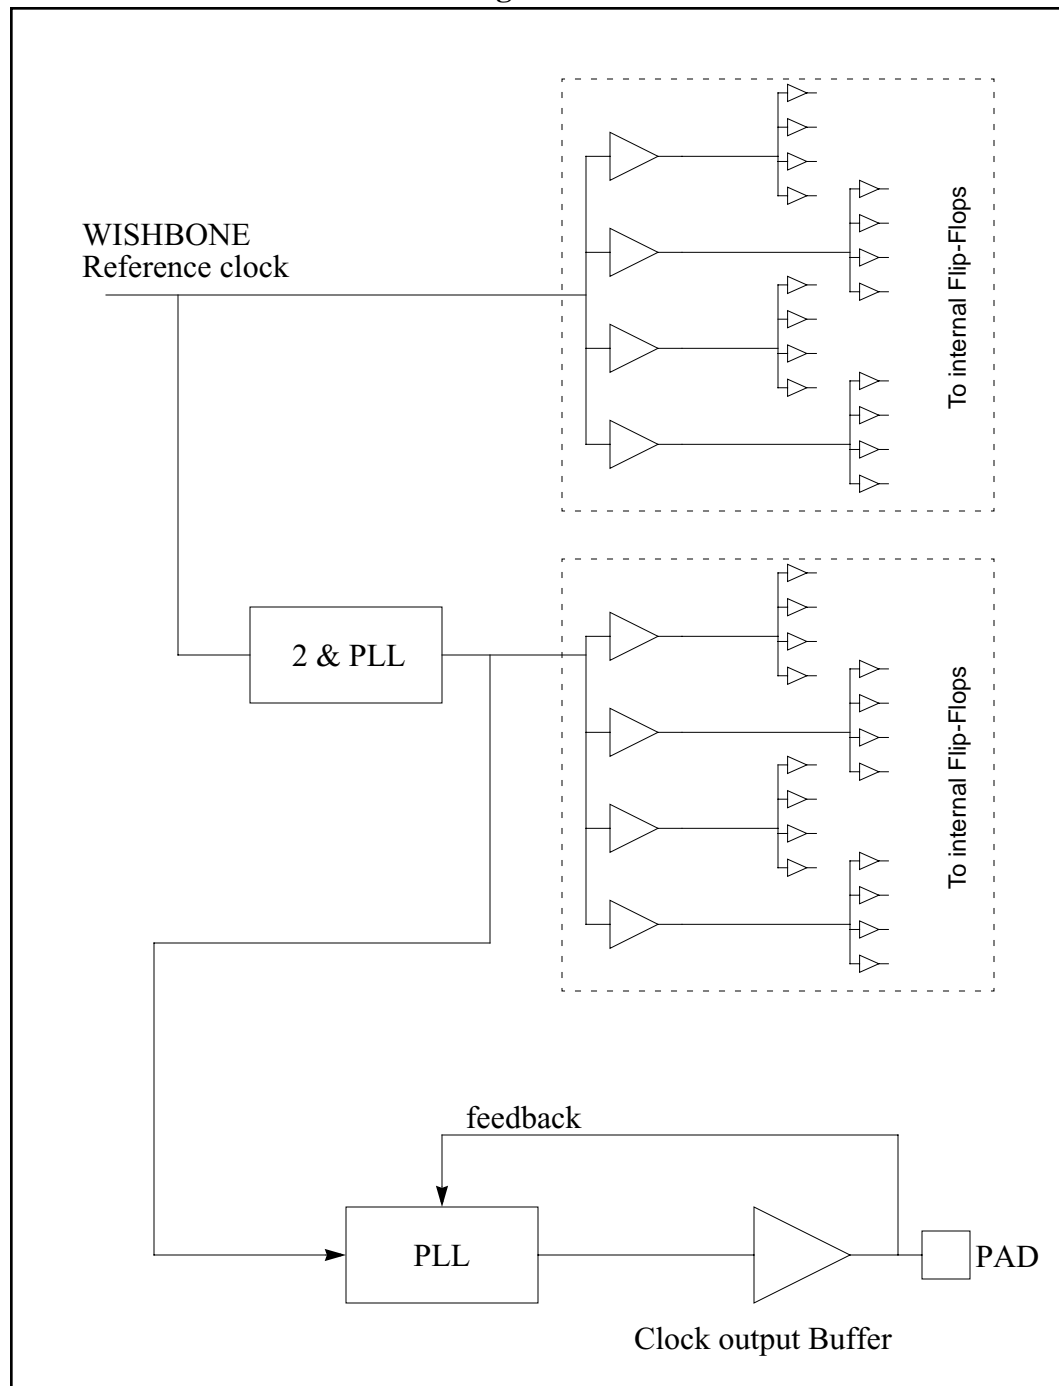 WISHBONE
Reference clock
To internal Flip-Flops
2 & PLL
To internal Flip-Flops
feedback
PLL
PAD
Clock output Buffer